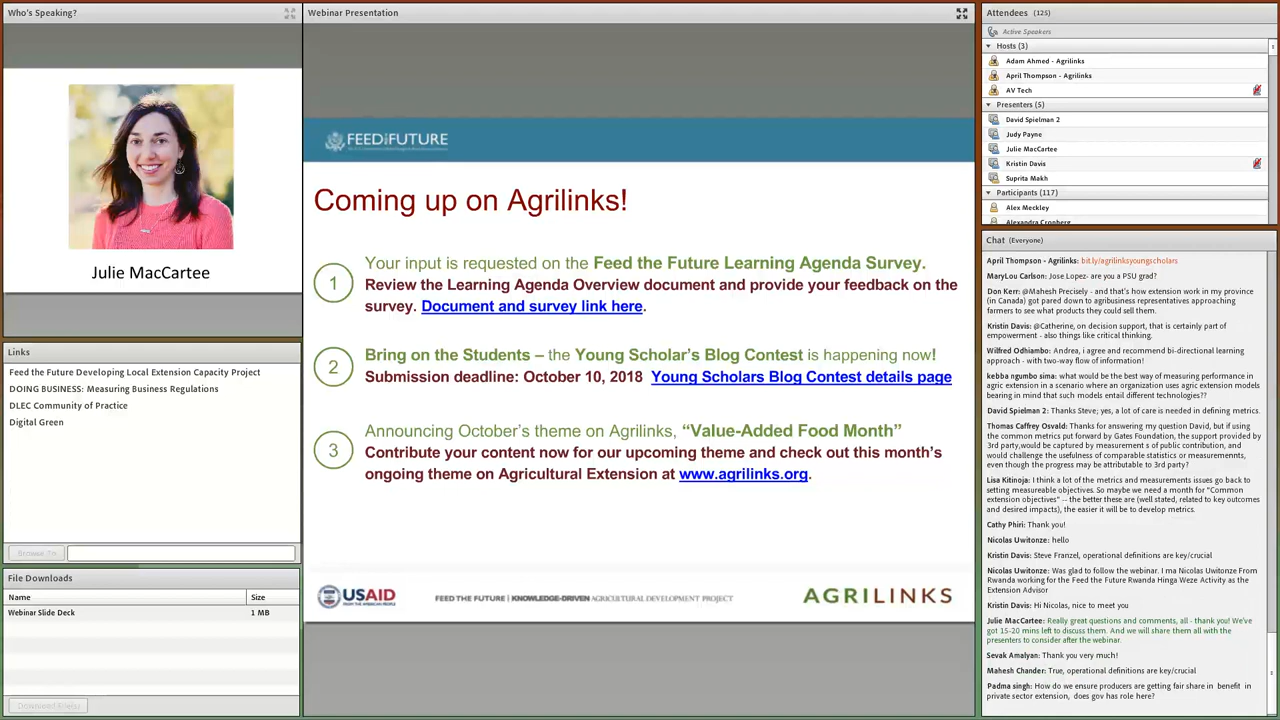 Who's Speaking?
Julie MacCartee
Links
Feed the Future Developing Local Extension Capacity Project
DOING BUSINESS: Measuring Business Regulations
DLEC Community of Practice
Digital Green
Browse To
File Downloads
Name Size
Webinar Slide Deck 1 MB
Download File(s)
Webinar Presentation
FEED THE FUTURE
Coming up on Agrilinks!
1
Your input is requested on the Feed the Future Learning Agenda Survey.
Review the Learning Agenda Overview document and provide your feedback on the
survey. Document and survey link here.
2
Bring on the Students – the Young Scholar's Blog Contest is happening now!
Submission deadline: October 10, 2018 Young Scholars Blog Contest details page
3
Announcing October's theme on Agrilinks, “Value-Added Food Month”
Contribute your content now for our upcoming theme and check out this month's
ongoing theme on Agricultural Extension at www.agrilinks.org.
USAID
FROM THE AMERICAN PEOPLE
FEED THE FUTURE | KNOWLEDGE-DRIVEN AGRICULTURAL DEVELOPMENT PROJECT
AGRILINKS
Attendees (125)
Active Speakers
Hosts (3)
Adam Ahmed - Agrilinks
April Thompson - Agrilinks
AV Tech
Presenters (5)
David Spielman 2
Judy Payne
Julie MacCartee
Kristin Davis
Suprita Makh
Participants (117)
Alex Meckley
Alexandra Cronberg
Chat (Everyone)
April Thompson - Agrilinks: bit.ly/agrilinksyoungscholars
MaryLou Carlson: Jose Lopez- are you a PSU grad?
Don Kerr: @Mahesh Precisely - and that's how extension work in my province
(in Canada) got pared down to agribusiness representatives approaching
farmers to see what products they could sell them.
Kristin Davis: @Catherine, on decision support, that is certainly part of
empowerment - also things like critical thinking.
Wilfred Odhiambo: Andrea, i agree and recommend bi-directional learning
approach - with two-way flow of information!
kebba ngumbo sima: what would be the best way of measuring performance in
agric extension in a scenario where an organization uses agric extension models
bearing in mind that such models entail different technologies??
David Spielman 2: Thanks Steve; yes, a lot of care is needed in defining metrics.
Thomas Caffrey Osvald: Thanks for answering my question David, but if using
the common metrics put forward by Gates Foundation, the support provided by
3rd party,would be captured by measurement s of public contribution, and
would challenge the usefulness of comparable statistics or measurements,
even though the progress may be attributable to 3rd party?
Lisa Kitinoja: I think a lot of the metrics and measurements issues go back to
setting measureable objectives. So maybe we need a month for "Common
extension objectives" -- the better these are (well stated, related to key outcomes
and desired impacts), the easier it will be to develop metrics.
Cathy Phiri: Thank you!
Nicolas Uwitonze: hello
Kristin Davis: Steve Franzel, operational definitions are key/crucial
Nicolas Uwitonze: Was glad to follow the webinar. I ma Nicolas Uwitonze From
Rwanda working for the Feed the Future Rwanda Hinga Weze Activity as the
Extension Advisor
Kristin Davis: Hi Nicolas, nice to meet you
Julie MacCartee: Really great questions and comments, all - thank you! We've
got 15-20 mins left to discuss them. And we will share them all with the
presenters to consider after the webinar.
Sevak Amalyan: Thank you very much!
Mahesh Chander: True, operational definitions are key/crucial
Padma singh: How do we ensure producers are getting fair share in benefit in
private sector extension, does gov has role here?